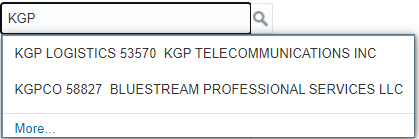 KGP
KGP LOGISTICS 53570 KGP TELECOMMUNICATIONS INC
KGPCO 58827 BLUESTREAM PROFESSIONAL SERVICES LLC
More...